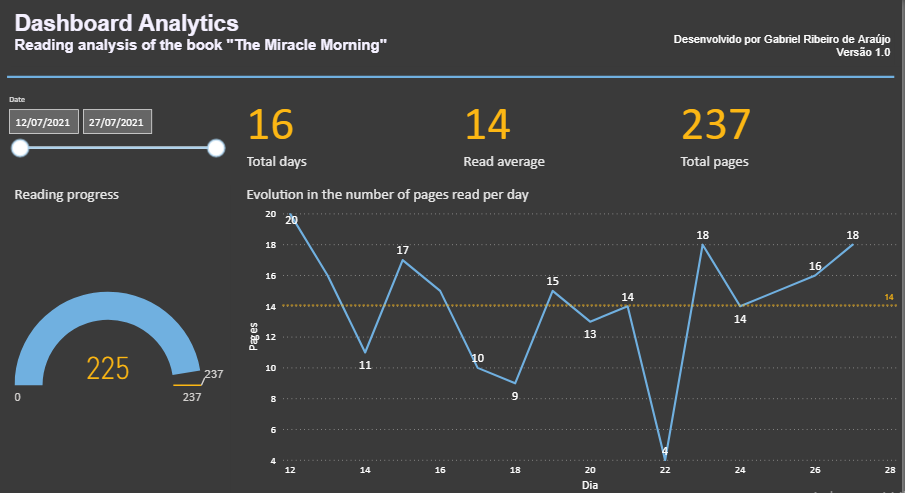 Dashboard Analytics
Reading analysis of the book "The Miracle Morning"
Desenvolvido por Gabriel Ribeiro de Araújo
Versão 1.0
Date
12/07/2021 27/07/2021
16 14 237
Total days Read average Total pages
Reading progress
225
0 237 237
Evolution in the number of pages read per day
Pages
20
18
16
14
12
10
8
6
4
20 11 17 10 9 15 13 14 4 18 14 16 18
14
12 14 16 18 20 22 24 26 28
Dia